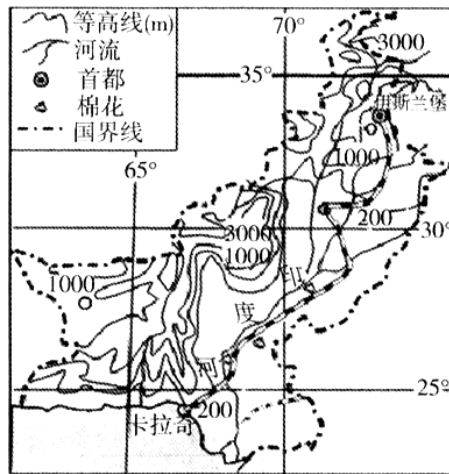 等高线(m)
河流
首都
棉花
国界线
70°
3000
35°
伊斯兰堡
1000
65°
200
3000
30°
1000
1000
印
度
河
25°
200
卡拉奇